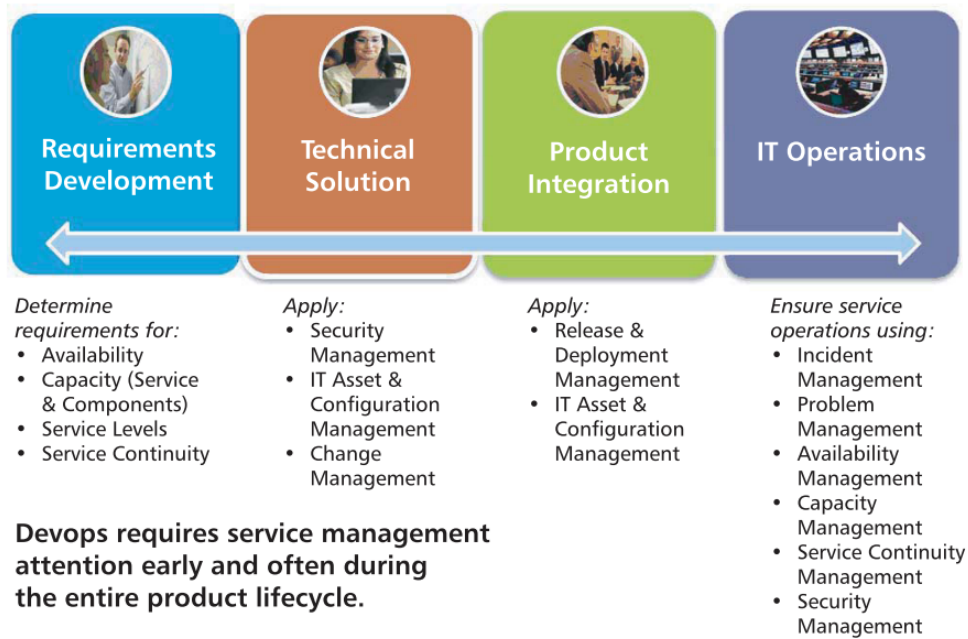 Requirements
Development
Technical
Solution
Product
Integration
IT Operations
Determine
requirements for:
• Availability
• Capacity (Service
& Components)
• Service Levels
• Service Continuity
Apply:
• Security
Management
• IT Asset &
Configuration
Management
• Change
Management
Apply:
• Release &
Deployment
Management
• IT Asset &
Configuration
Management
Ensure service
operations using:
• Incident
Management
• Problem
Management
• Availability
Management
• Capacity
Management
• Service Continuity
Management
• Security
Management
Devops requires service management
attention early and often during
the entire product lifecycle.